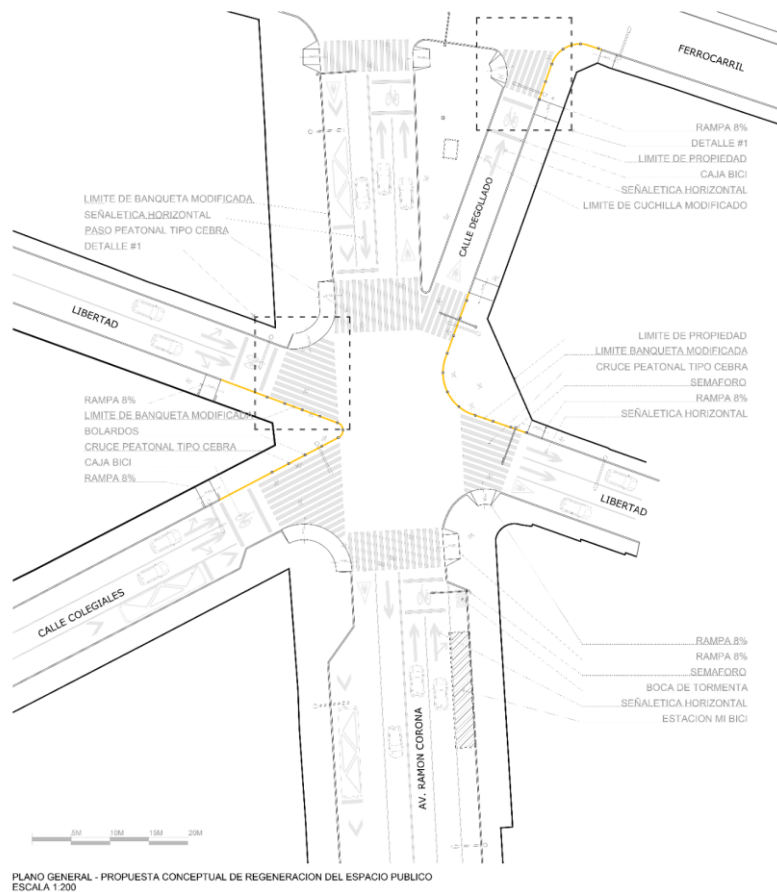 FERROCARRIL
RAMPA 8%
DETALLE #1
LIMITE DE PROPIEDAD
CAJA BICI
SEÑALETICA HORIZONTAL
LIMITE DE CUCHILLA MODIFICADO
CALLE DEGOLLADO
LIMITE DE BANQUETA MODIFICADA
SEÑALETICA HORIZONTAL
PASO PEATONAL TIPO CEBRA
DETALLE #1
LIBERTAD
LIMITE DE PROPIEDAD
LIMITE BANQUETA MODIFICADA
CRUCE PEATONAL TIPO CEBRA
SEMAFORO
RAMPA 8%
SEÑALETICA HORIZONTAL
RAMPA 8%
LIMITE DE BANQUETA MODIFICADA
BOLARDOS
CRUCE PEATONAL TIPO CEBRA
CAJA BICI
RAMPA 8%
LIBERTAD
CALLE COLEGIALES
RAMPA 8%
RAMPA 8%
SEMAFORO
BOCA DE TORMENTA
SEÑALETICA HORIZONTAL
ESTACION MI BICI
AV. RAMON CORONA
5M 10M 15M 20M
PLANO GENERAL - PROPUESTA CONCEPTUAL DE REGENERACION DEL ESPACIO PUBLICO
ESCALA 1:200